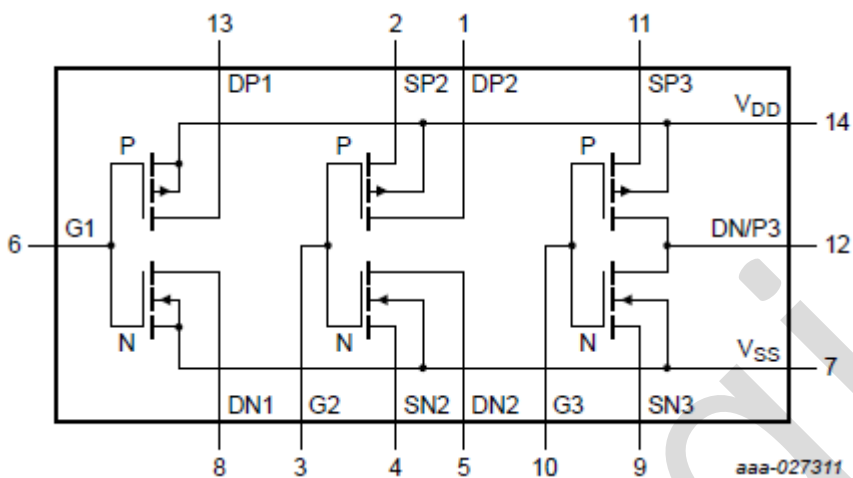 13 2 1 11
DP1 SP2 DP2 SP3
VDD
14
P P P
6 G1 DN/P3 12
N N N
VSS
7
DN1 G2 SN2 DN2 G3 SN3
8 3 4 5 10 9 aaa-027311